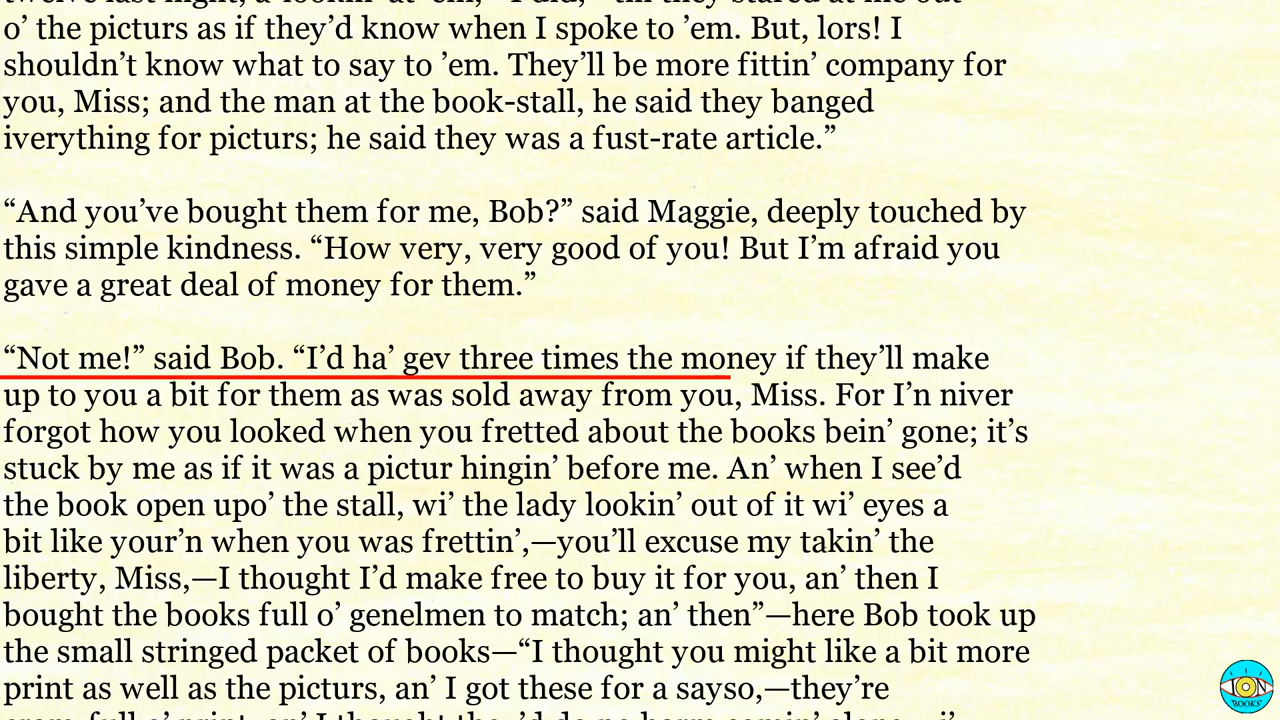 o’ the picturs as if they’d know when I spoke to ’em. But, lors! I
shouldn’t know what to say to ’em. They’ll be more fittin’ company for
you, Miss; and the man at the book-stall, he said they banged
iverything for picturs; he said they was a fust-rate article.”
“And you’ve bought them for me, Bob?” said Maggie, deeply touched by
this simple kindness. “How very, very good of you! But I’m afraid you
gave a great deal of money for them.”
“Not me!” said Bob. “I’d ha’ gev three times the money if they’ll make
up to you a bit for them as was sold away from you, Miss. For I’n niver
forgot how you looked when you fretted about the books bein’ gone; it’s
stuck by me as if it was a pictur hingin’ before me. An’ when I see’d
the book open upo’ the stall, wi’ the lady lookin’ out of it wi’ eyes a
bit like your’n when you was frettin’,—you’ll excuse my takin’ the
liberty, Miss,—I thought I’d make free to buy it for you, an’ then I
bought the books full o’ genelmen to match; an’ then”—here Bob took up
the small stringed packet of books—“I thought you might like a bit more
print as well as the picturs, an’ I got these for a sayso,—they’re
ION
BOOKS